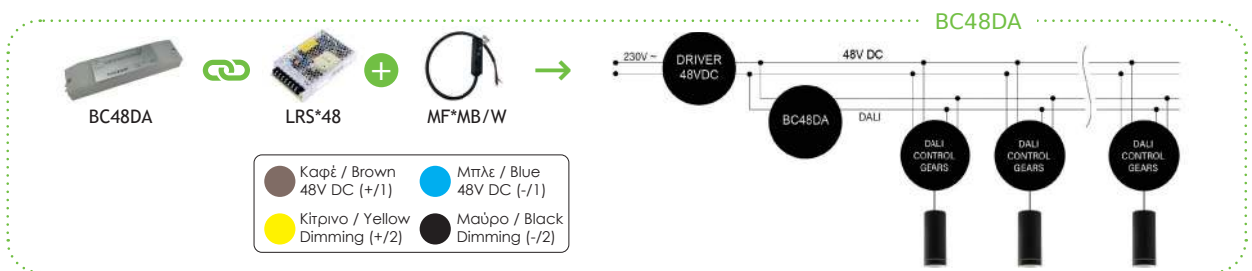 BC48DA
BC48DA
LRS*48
MF*MB/W
Καφέ / Brown
48V DC (+/1)
Μπλε / Blue
48V DC (-/1)
Κίτρινο / Yellow
Dimming (+/2)
Μαύρο / Black
Dimming (-/2)
230V ~
DRIVER
48VDC
48V DC
BC48DA
DALI
DALI
CONTROL
GEARS
DALI
CONTROL
GEARS
DALI
CONTROL
GEARS